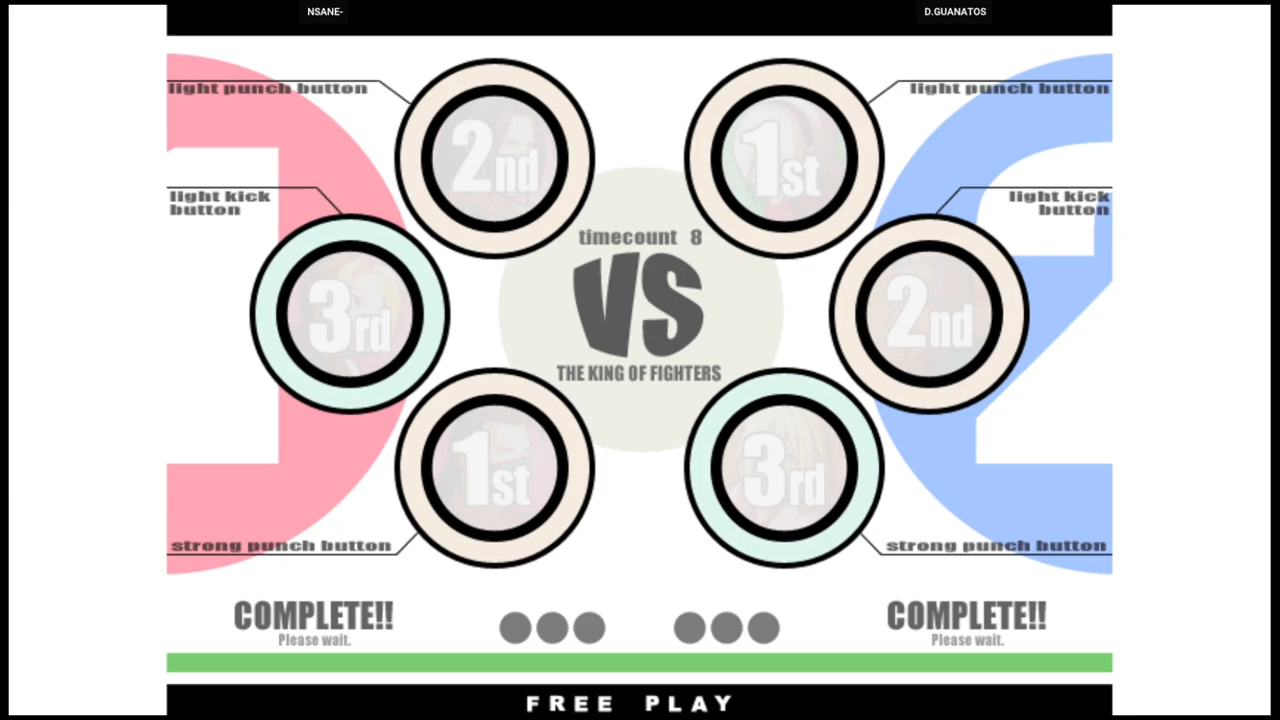 NSANE-
D.GUANATOS
light punch button
light punch button
2nd
1st
light kick
button
light kick
button
timecount 8
VS
THE KING OF FIGHTERS
3rd
2nd
1st
3rd
strong punch button
strong punch button
COMPLETE!!
Please wait.
COMPLETE!!
Please wait.
FREE PLAY